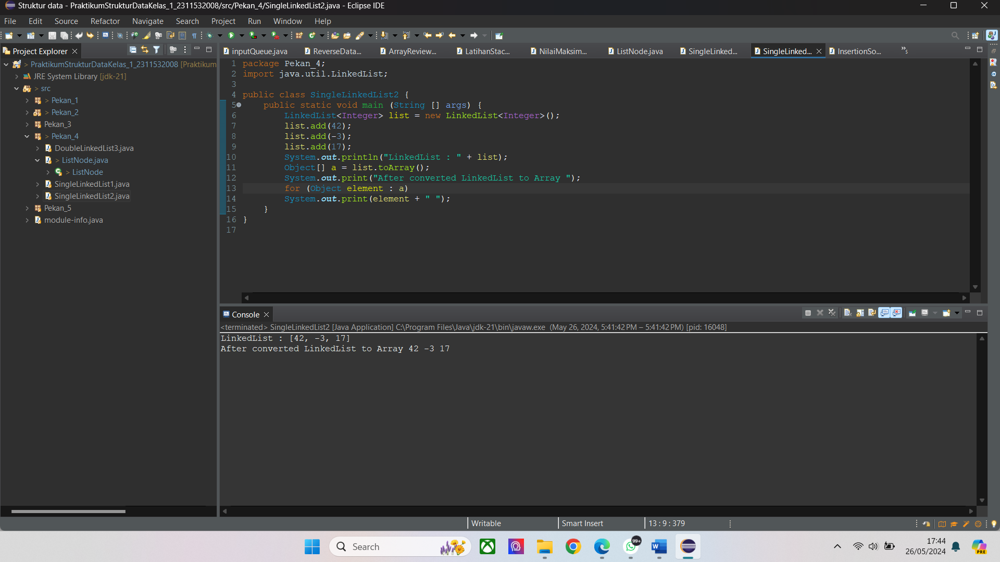 Struktur data - PraktikumStrukturDataKelas_1_2311532008/src/Pekan_4/SingleLinkedList2.java - Eclipse IDE
File Edit Source Refactor Navigate Search Project Run Window Help
Project Explorer
inputQueue.java ReverseData... ArrayReview... LatihanStac... NilaiMaksim... ListNode.java SingleLinked... SingleLinked... InsertionSo... »5
> PraktikumStrukturDataKelas_1_2311532008 [Praktikum
JRE System Library [jdk-21]
> src
> Pekan_1
> Pekan_2
Pekan_3
> Pekan_4
DoubleLinkedList3.java
> ListNode.java
> ListNode
SingleLinkedList1.java
SingleLinkedList2.java
Pekan_5
module-info.java
1 package Pekan_4;
2 import java.util.LinkedList;
3
4 public class SingleLinkedList2 {
5 public static void main (String [] args) {
6 LinkedList<Integer> list = new LinkedList<Integer>();
7 list.add(42);
8 list.add(-3);
9 list.add(17);
10 System.out.println("LinkedList : " + list);
11 Object[] a = list.toArray();
12 System.out.print("After converted LinkedList to Array ");
13 for (Object element : a)
14 System.out.print(element + " ");
15 }
16 }
17
Console
<terminated> SingleLinkedList2 [Java Application] C:\Program Files\Java\jdk-21\bin\javaw.exe (May 26, 2024, 5:41:42 PM – 5:41:42 PM) [pid: 16048]
LinkedList : [42, -3, 17]
After converted LinkedList to Array 42 -3 17
Writable Smart Insert 13 : 9 : 379
Search
99+
17:44
26/05/2024
PRE